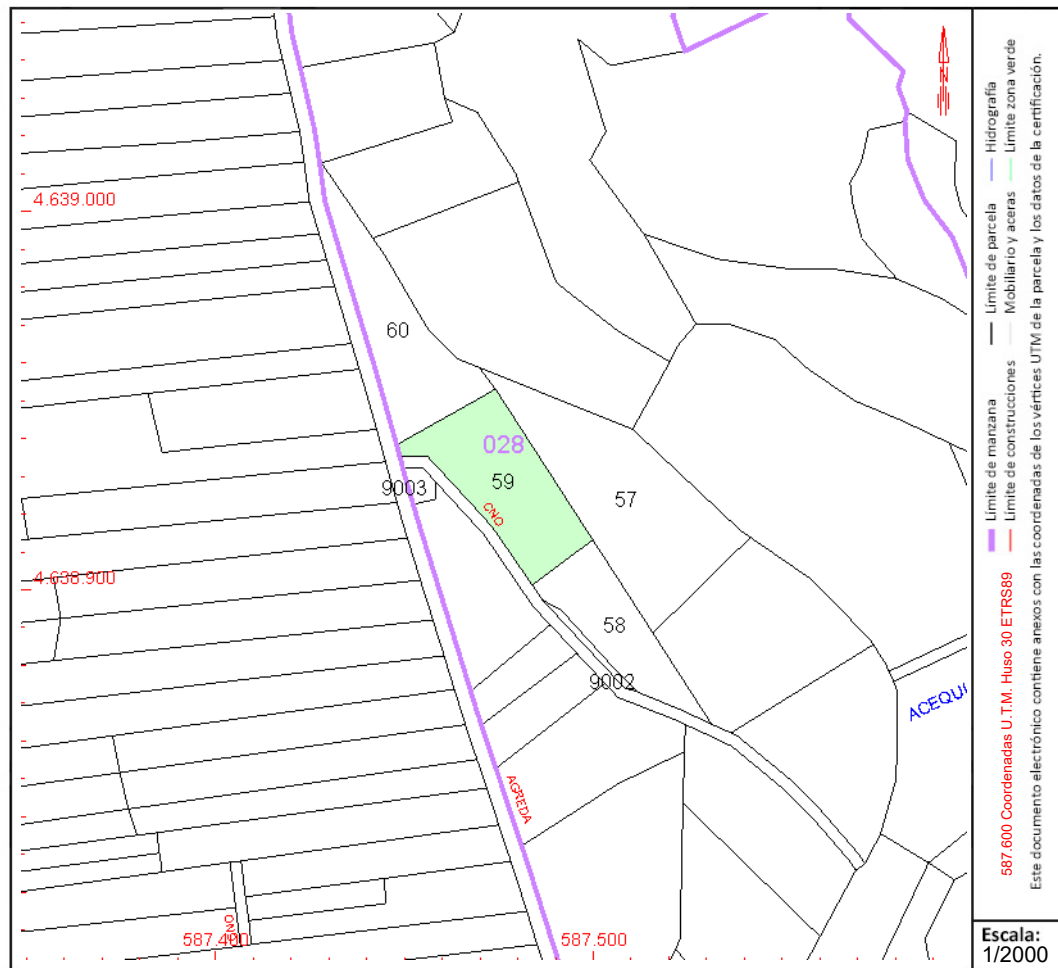 4.639.000
60
028
59
9003
57
CNO
4.638.900
58
9002
ACEQUI
AGREDA
CNO
587.400
587.500
Límite de manzana
Límite de parcela
Hidrografía
Límite de construcciones
Mobiliario y aceras
Límite zona verde
587.600 Coordenadas U.T.M. Huso 30 ETRS89
Este documento electrónico contiene anexos con las coordenadas de los vértices UTM de la parcela y los datos de la certificación.
Escala:
1/2000